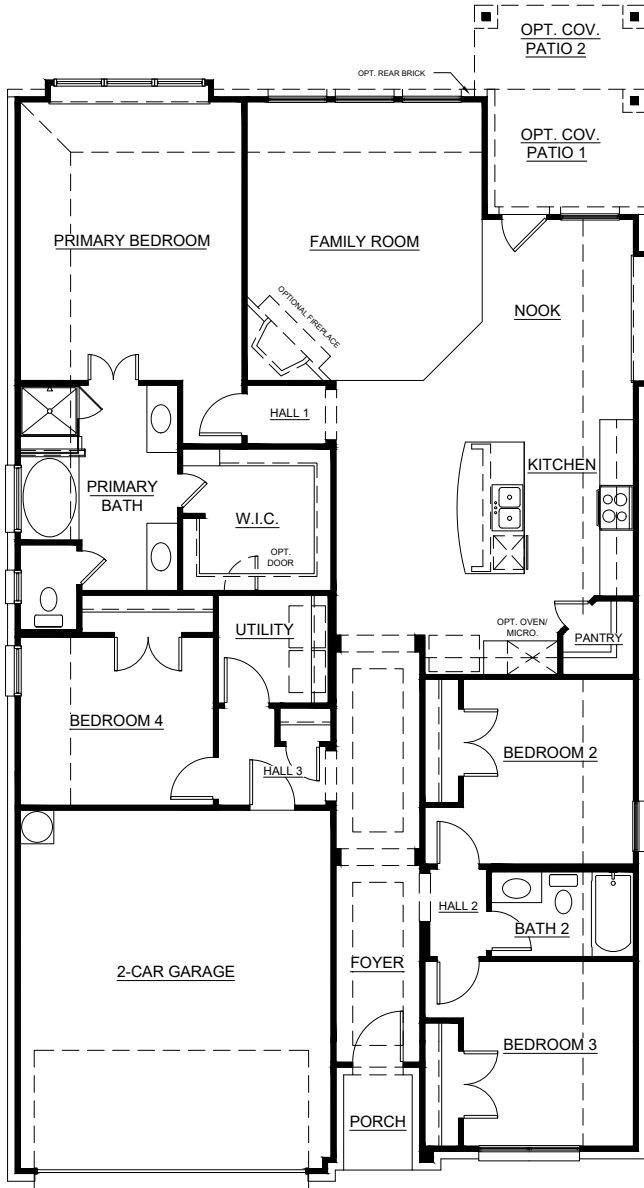 OPT. COV.
PATIO 2
OPT. REAR BRICK
OPT. COV.
PATIO 1
PRIMARY BEDROOM
FAMILY ROOM
OPTIONAL FIREPLACE
NOOK
HALL 1
KITCHEN
PRIMARY
BATH
W.I.C.
OPT.
DOOR
UTILITY
OPT. OVEN/
MICRO.
PANTRY
BEDROOM 4
BEDROOM 2
HALL 3
HALL 2
BATH 2
2-CAR GARAGE
FOYER
BEDROOM 3
PORCH